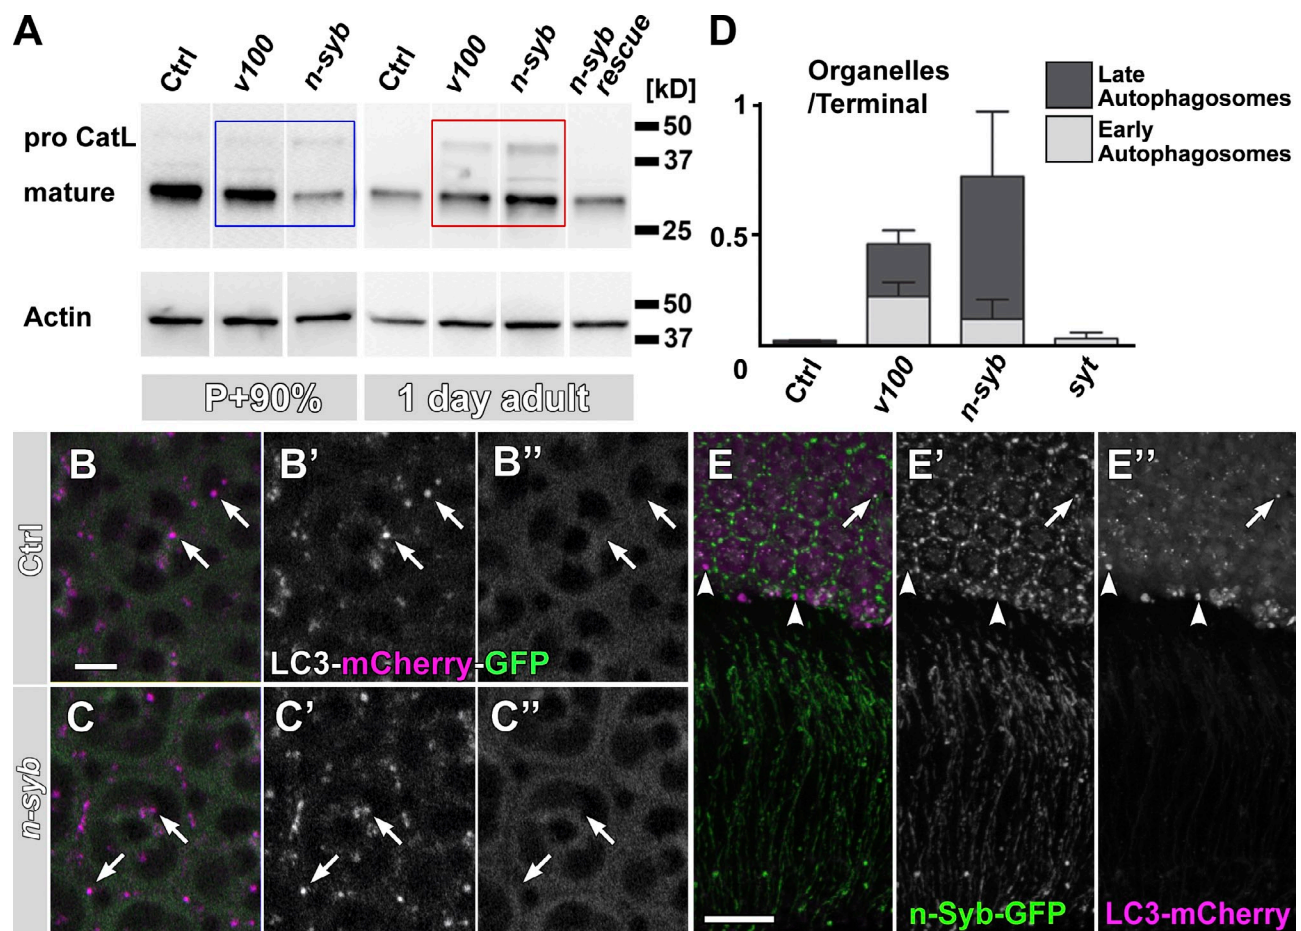 A
Ctrl
v100
n-syb
Ctrl
v100
n-syb
n-syb
rescue
[kD]
pro CatL
mature
50
37
25
Actin
50
37
P+90%
1 day adult
D
Organelles
/Terminal
Late
Autophagosomes
Early
Autophagosomes
1
0.5
0
Ctrl
v100
n-syb
syt
Ctrl
B
B’
B’’
LC3-mCherry-GFP
n-syb
C
C’
C’’
E
E’
E’’
n-Syb-GFP
LC3-mCherry